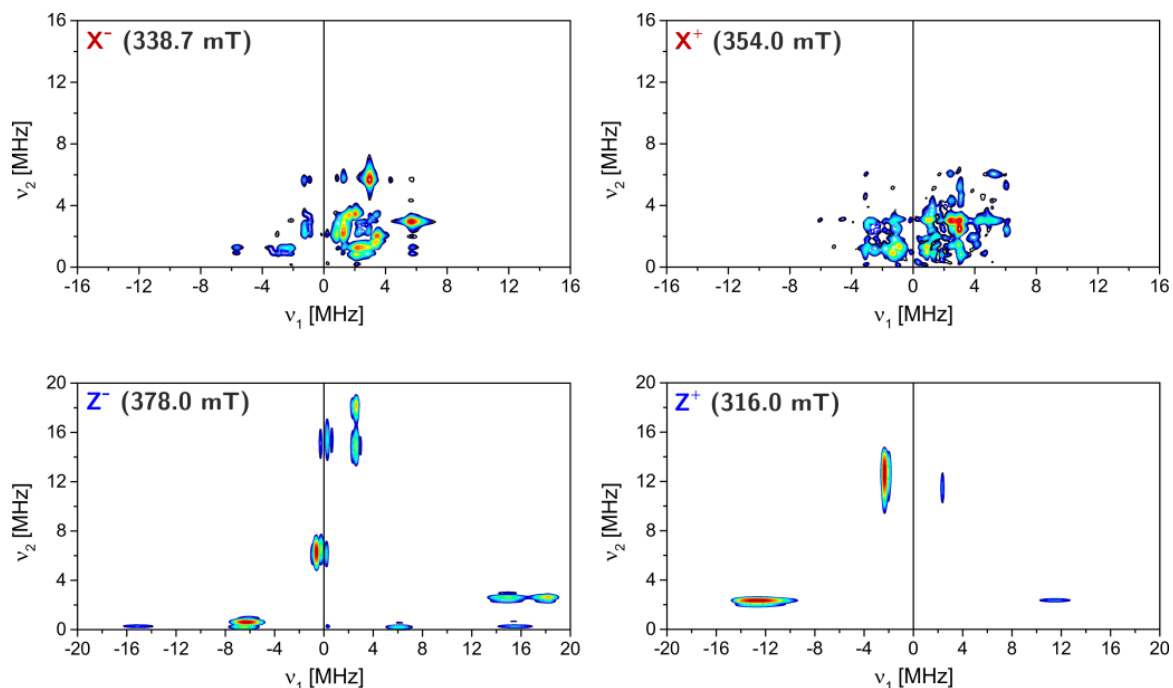 X⁻ (338.7 mT)
16
12
8
4
0
ν₂ [MHz]
-16 -12 -8 -4 0 4 8 12 16
ν₁ [MHz]
X⁺ (354.0 mT)
16
12
8
4
0
ν₂ [MHz]
-16 -12 -8 -4 0 4 8 12 16
ν₁ [MHz]
Z⁻ (378.0 mT)
20
16
12
8
4
0
ν₂ [MHz]
-20 -16 -12 -8 -4 0 4 8 12 16 20
ν₁ [MHz]
Z⁺ (316.0 mT)
20
16
12
8
4
0
ν₂ [MHz]
-20 -16 -12 -8 -4 0 4 8 12 16 20
ν₁ [MHz]